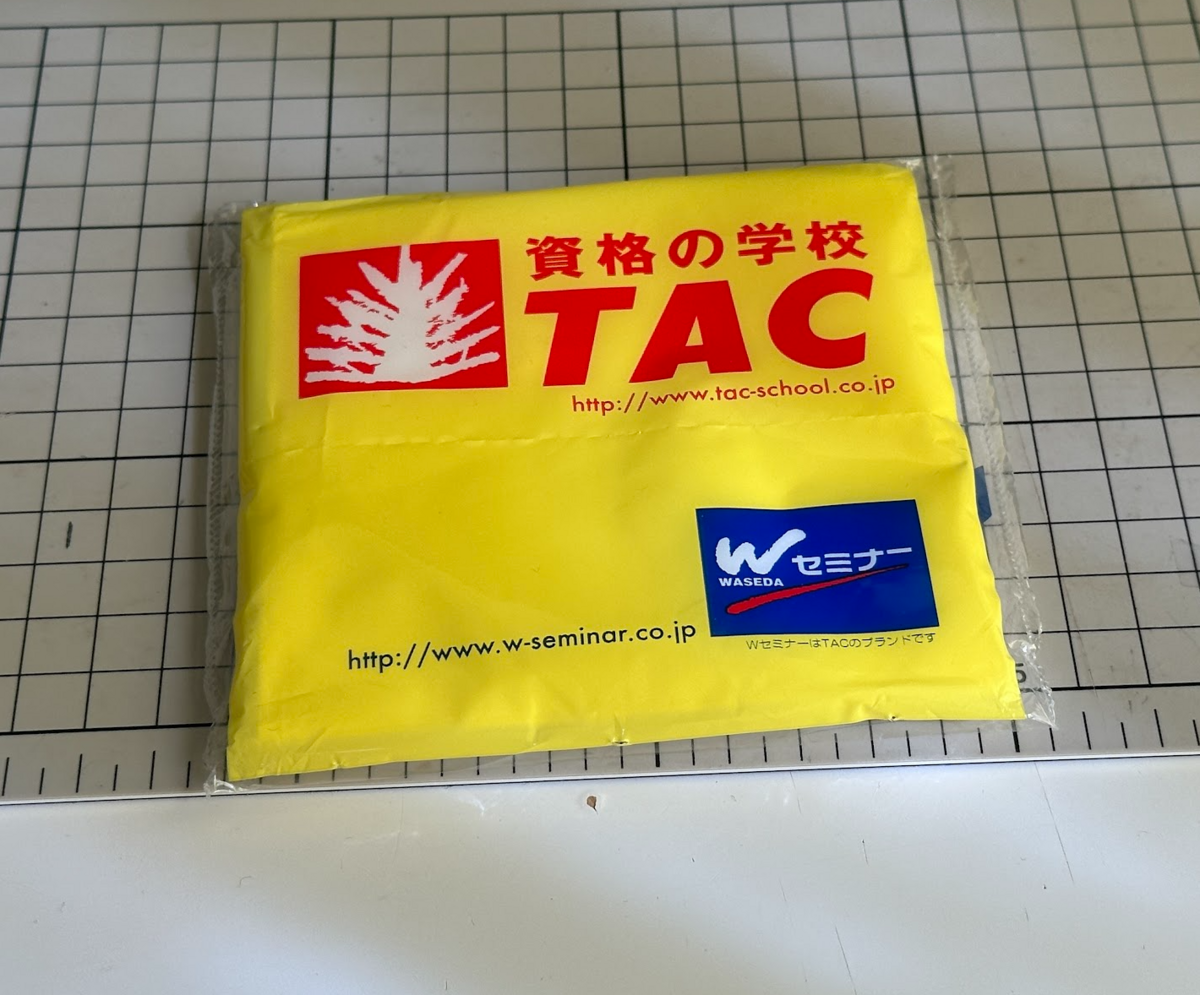 資格の学校
TAC
http://www.tac-school.co.jp
W セミナー
WASEDA
http://www.w-seminar.co.jp
WセミナーはTACのブランドです
5